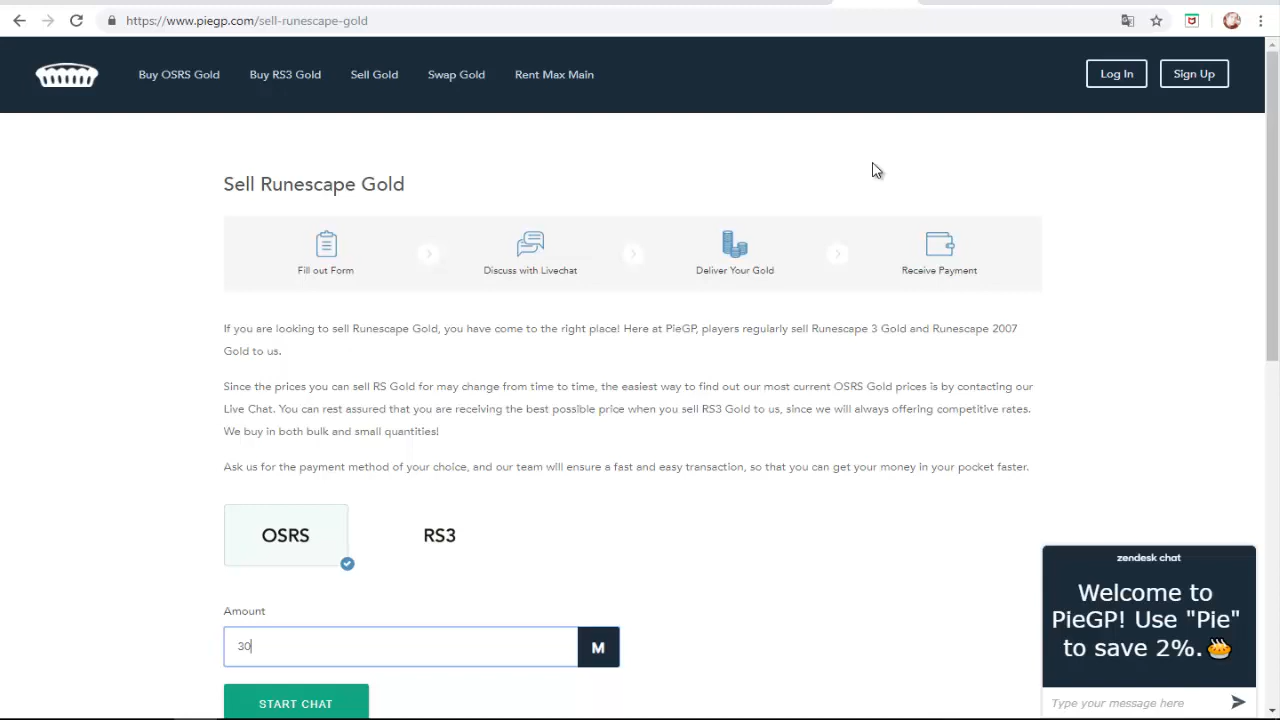 https://www.piegp.com/sell-runescape-gold
Buy OSRS Gold
Buy RS3 Gold
Sell Gold
Swap Gold
Rent Max Main
Log In
Sign Up
Sell Runescape Gold
Fill out Form
Discuss with Livechat
Deliver Your Gold
Receive Payment
If you are looking to sell Runescape Gold, you have come to the right place! Here at PieGP, players regularly sell Runescape 3 Gold and Runescape 2007
Gold to us.
Since the prices you can sell RS Gold for may change from time to time, the easiest way to find out our most current OSRS Gold prices is by contacting our
Live Chat. You can rest assured that you are receiving the best possible price when you sell RS3 Gold to us, since we will always offering competitive rates.
We buy in both bulk and small quantities!
Ask us for the payment method of your choice, and our team will ensure a fast and easy transaction, so that you can get your money in your pocket faster.
OSRS
RS3
Amount
30
M
START CHAT
zendesk chat
Welcome to
PieGP! Use "Pie"
to save 2%.🥧
Type your message here